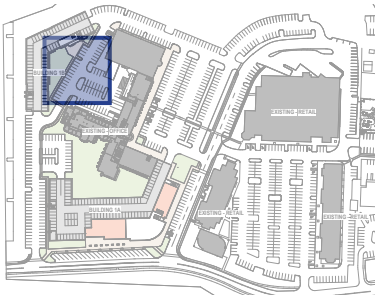 BUILDING 1B
EXISTING - RETAIL
EXISTING - OFFICE
BUILDING 1A
EXISTING - RETAIL
EXISTING - RETAIL